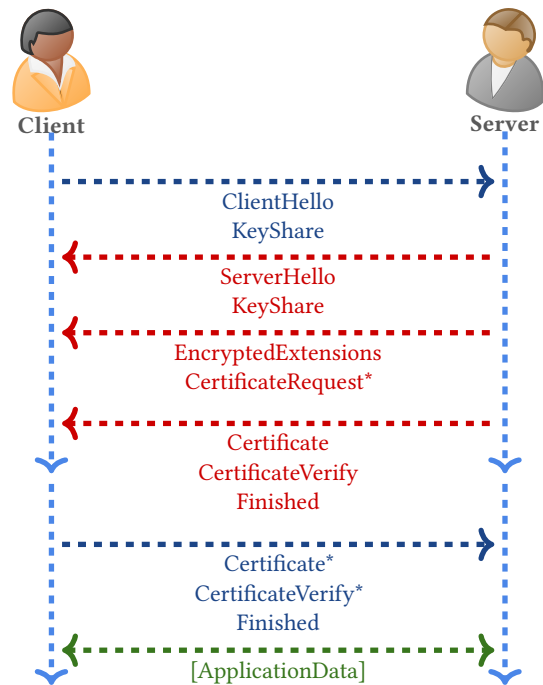 Client
Server
ClientHello
KeyShare
ServerHello
KeyShare
EncryptedExtensions
CertificateRequest*
Certificate
CertificateVerify
Finished
Certificate*
CertificateVerify*
Finished
[ApplicationData]